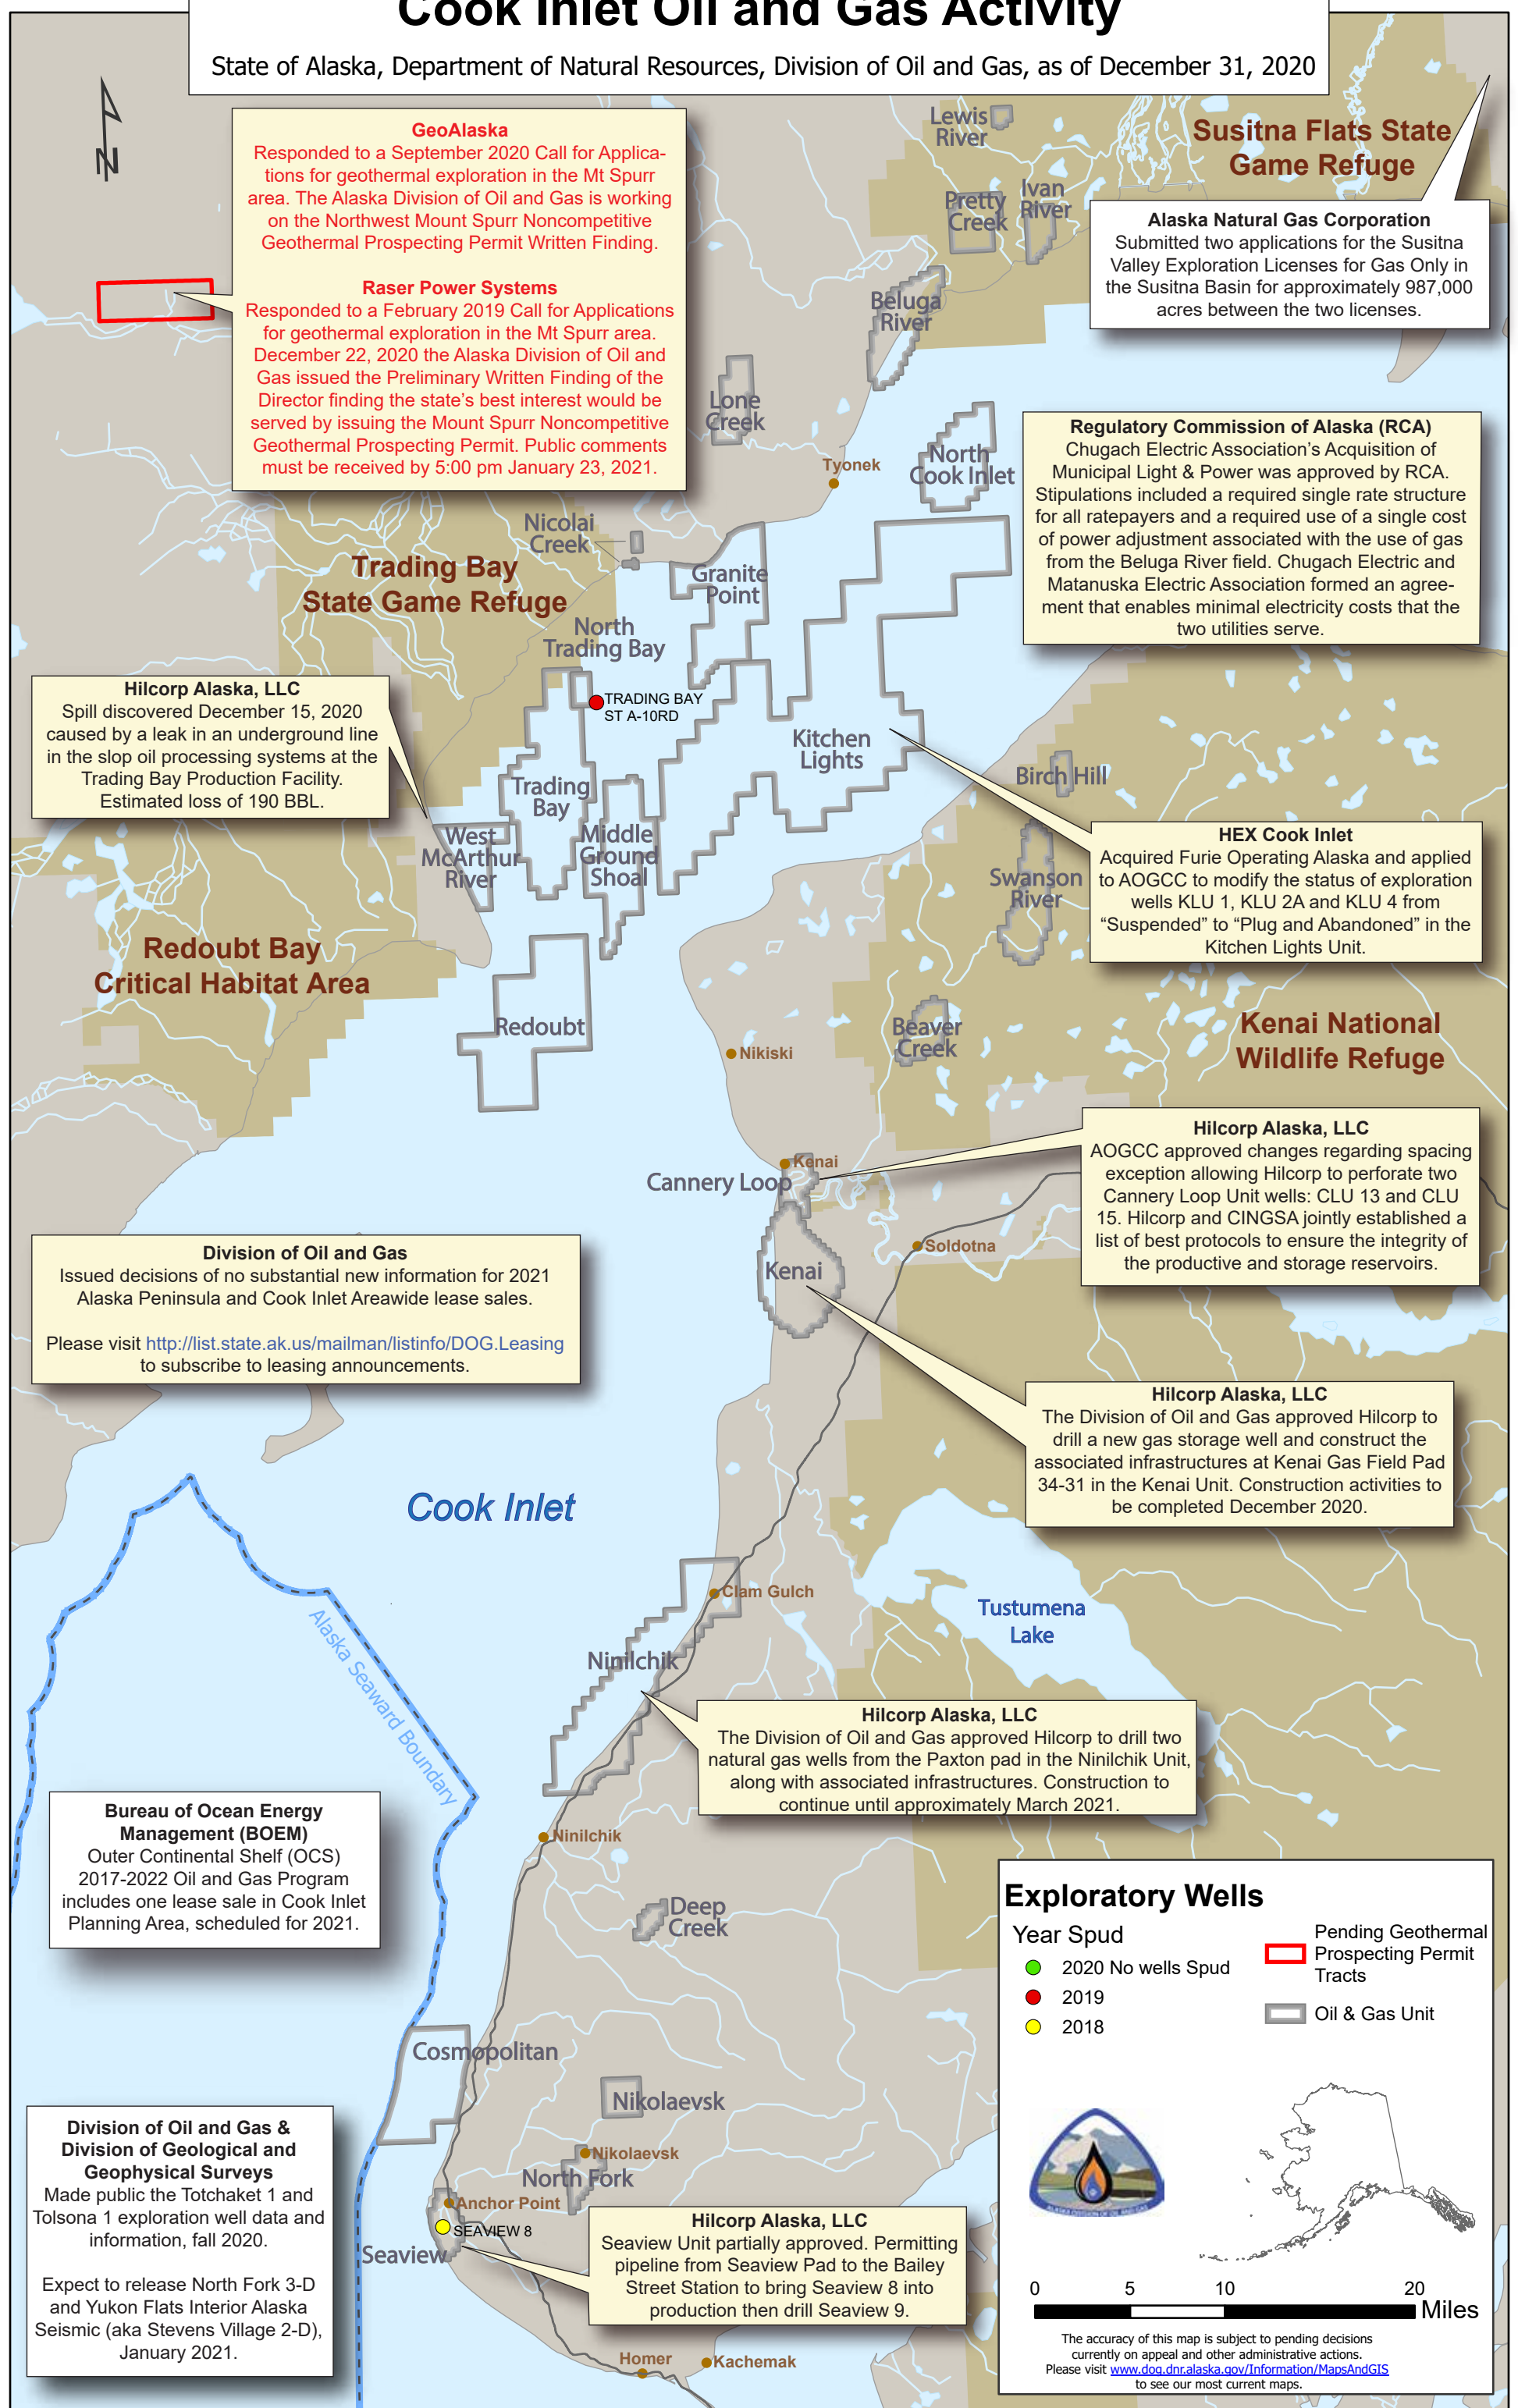 Cook Inlet Oil and Gas Activity
State of Alaska, Department of Natural Resources, Division of Oil and Gas, as of December 31, 2020
N
GeoAlaska
Responded to a September 2020 Call for Applica-
tions for geothermal exploration in the Mt Spurr
area. The Alaska Division of Oil and Gas is working
on the Northwest Mount Spurr Noncompetitive
Geothermal Prospecting Permit Written Finding.
Raser Power Systems
Responded to a February 2019 Call for Applications
for geothermal exploration in the Mt Spurr area.
December 22, 2020 the Alaska Division of Oil and
Gas issued the Preliminary Written Finding of the
Director finding the state's best interest would be
served by issuing the Mount Spurr Noncompetitive
Geothermal Prospecting Permit. Public comments
must be received by 5:00 pm January 23, 2021.
Lewis
River
Susitna Flats State
Game Refuge
Pretty
Creek
Ivan
River
Alaska Natural Gas Corporation
Submitted two applications for the Susitna
Valley Exploration Licenses for Gas Only in
the Susitna Basin for approximately 987,000
acres between the two licenses.
Beluga
River
Lone
Creek
North
Cook Inlet
Tyonek
Regulatory Commission of Alaska (RCA)
Chugach Electric Association's Acquisition of
Municipal Light & Power was approved by RCA.
Stipulations included a required single rate structure
for all ratepayers and a required use of a single cost
of power adjustment associated with the use of gas
from the Beluga River field. Chugach Electric and
Matanuska Electric Association formed an agree-
ment that enables minimal electricity costs that the
two utilities serve.
Nicolai
Creek
Trading Bay
State Game Refuge
Granite
Point
North
Trading Bay
TRADING BAY
ST A-10RD
Hilcorp Alaska, LLC
Spill discovered December 15, 2020
caused by a leak in an underground line
in the slop oil processing systems at the
Trading Bay Production Facility.
Estimated loss of 190 BBL.
Kitchen
Lights
Birch Hill
Trading
Bay
West
McArthur
River
Middle
Ground
Shoal
HEX Cook Inlet
Acquired Furie Operating Alaska and applied
to AOGCC to modify the status of exploration
wells KLU 1, KLU 2A and KLU 4 from
“Suspended” to “Plug and Abandoned” in the
Kitchen Lights Unit.
Swanson
River
Redoubt Bay
Critical Habitat Area
Redoubt
Beaver
Creek
Kenai National
Wildlife Refuge
Nikiski
Hilcorp Alaska, LLC
AOGCC approved changes regarding spacing
exception allowing Hilcorp to perforate two
Cannery Loop Unit wells: CLU 13 and CLU
15. Hilcorp and CINGSA jointly established a
list of best protocols to ensure the integrity of
the productive and storage reservoirs.
Kenai
Cannery Loop
Soldotna
Kenai
Division of Oil and Gas
Issued decisions of no substantial new information for 2021
Alaska Peninsula and Cook Inlet Areawide lease sales.
Please visit http://list.state.ak.us/mailman/listinfo/DOG.Leasing
to subscribe to leasing announcements.
Hilcorp Alaska, LLC
The Division of Oil and Gas approved Hilcorp to
drill a new gas storage well and construct the
associated infrastructures at Kenai Gas Field Pad
34-31 in the Kenai Unit. Construction activities to
be completed December 2020.
Cook Inlet
Clam Gulch
Tustumena
Lake
Alaska Seaward Boundary
Ninilchik
Hilcorp Alaska, LLC
The Division of Oil and Gas approved Hilcorp to drill two
natural gas wells from the Paxton pad in the Ninilchik Unit,
along with associated infrastructures. Construction to
continue until approximately March 2021.
Bureau of Ocean Energy
Management (BOEM)
Outer Continental Shelf (OCS)
2017-2022 Oil and Gas Program
includes one lease sale in Cook Inlet
Planning Area, scheduled for 2021.
Ninilchik
Deep
Creek
Exploratory Wells
Year Spud
2020 No wells Spud
2019
2018
Pending Geothermal
Prospecting Permit
Tracts
Oil & Gas Unit
Cosmopolitan
Nikolaevsk
Nikolaevsk
North Fork
Anchor Point
SEAVIEW 8
Seaview
Division of Oil and Gas &
Division of Geological and
Geophysical Surveys
Made public the Totchaket 1 and
Tolsona 1 exploration well data and
information, fall 2020.
Expect to release North Fork 3-D
and Yukon Flats Interior Alaska
Seismic (aka Stevens Village 2-D),
January 2021.
Hilcorp Alaska, LLC
Seaview Unit partially approved. Permitting
pipeline from Seaview Pad to the Bailey
Street Station to bring Seaview 8 into
production then drill Seaview 9.
Homer
Kachemak
ALASKA DIVISION OF OIL AND GAS
0 5 10 20
Miles
The accuracy of this map is subject to pending decisions
currently on appeal and other administrative actions.
Please visit www.dog.dnr.alaska.gov/Information/MapsAndGIS
to see our most current maps.